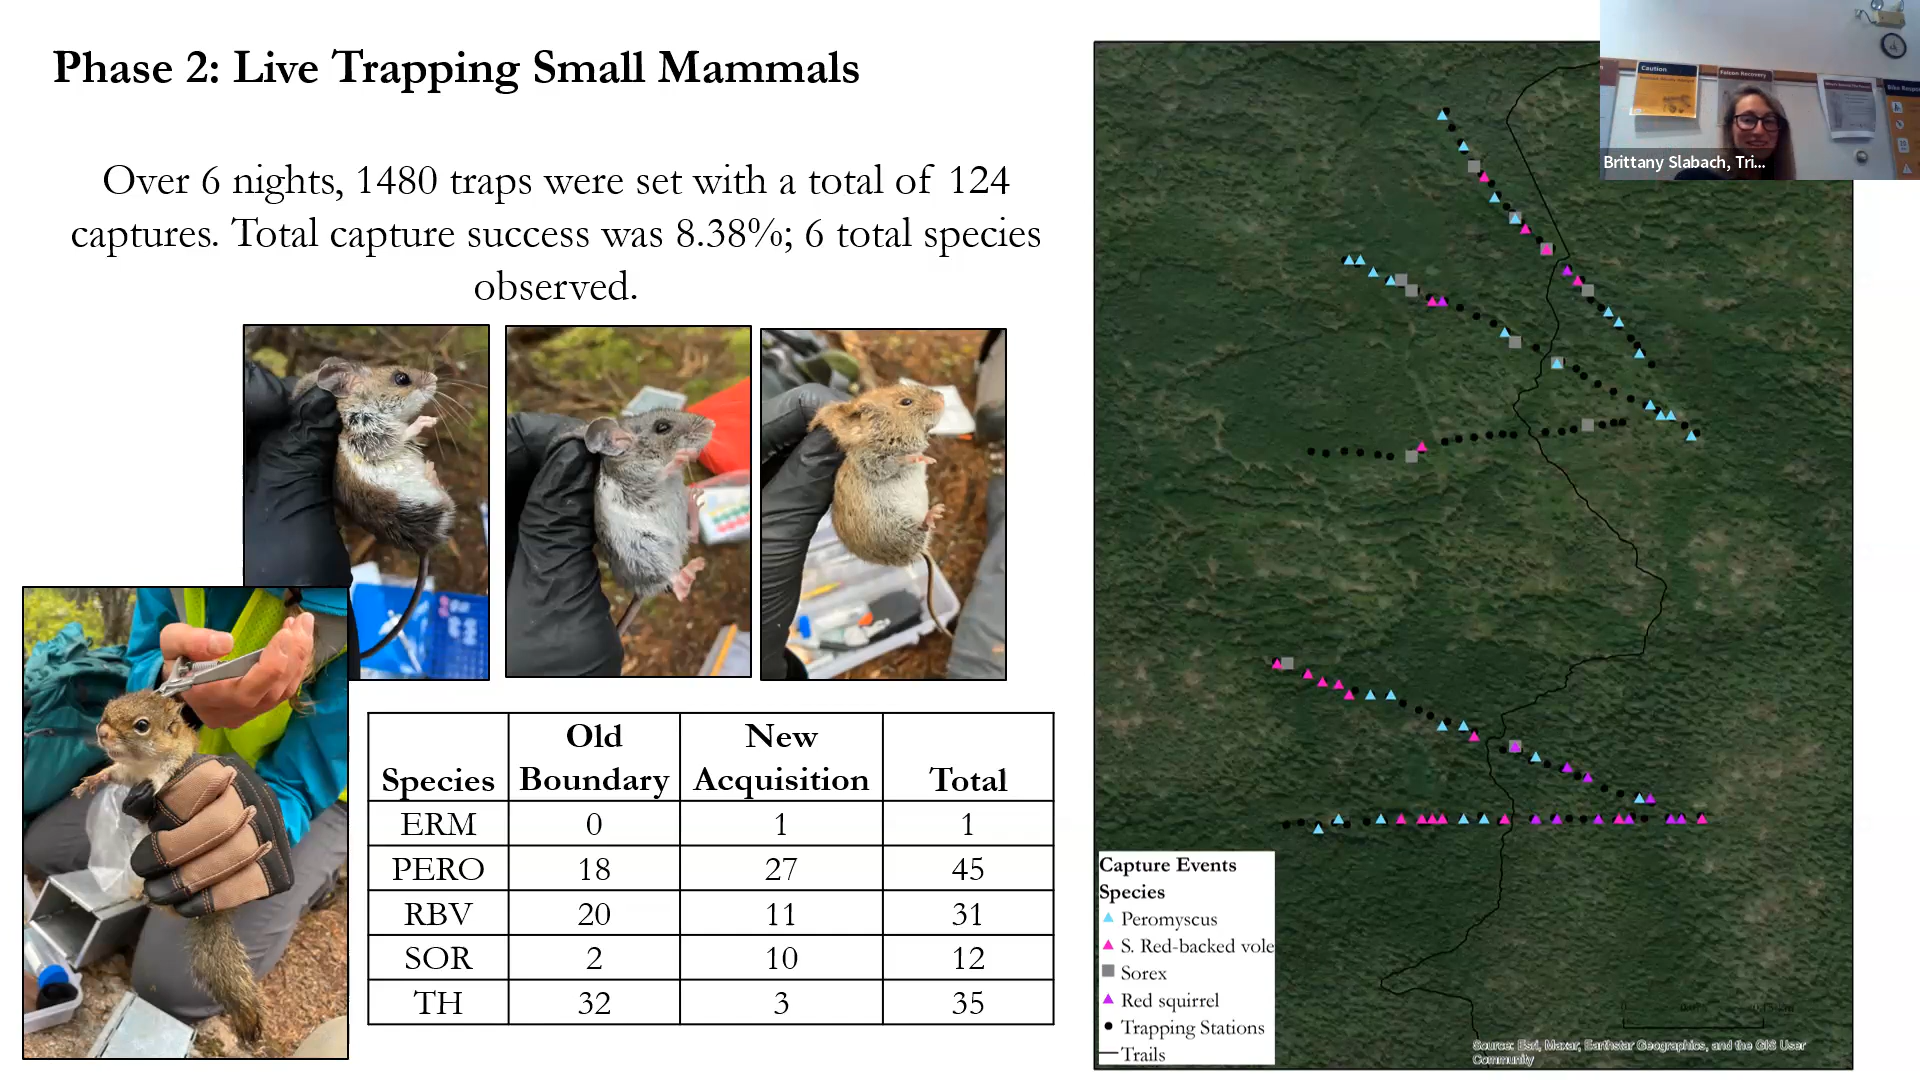 Phase 2: Live Trapping Small Mammals
Over 6 nights, 1480 traps were set with a total of 124
captures. Total capture success was 8.38%; 6 total species
observed.
Species Old Boundary New Acquisition Total
ERM 0 1 1
PERO 18 27 45
RBV 20 11 31
SOR 2 10 12
TH 32 3 35
Caution
Falcon Recovery
Brittany Slabach, Tri...
Capture Events
Species
Peromyscus
S. Red-backed vole
Sorex
Red squirrel
Trapping Stations
Trails
Source: Esri, Maxar, Earthstar Geographics, and the GIS User
Community